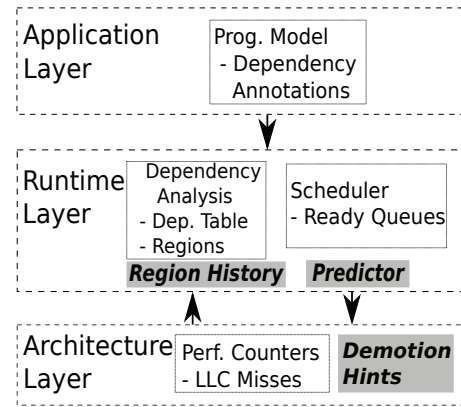 Application
Layer
Prog. Model
- Dependency
Annotations
Runtime
Layer
Dependency
Analysis
- Dep. Table
- Regions
Region History
Scheduler
- Ready Queues
Predictor
Architecture
Layer
Perf. Counters
- LLC Misses
Demotion
Hints